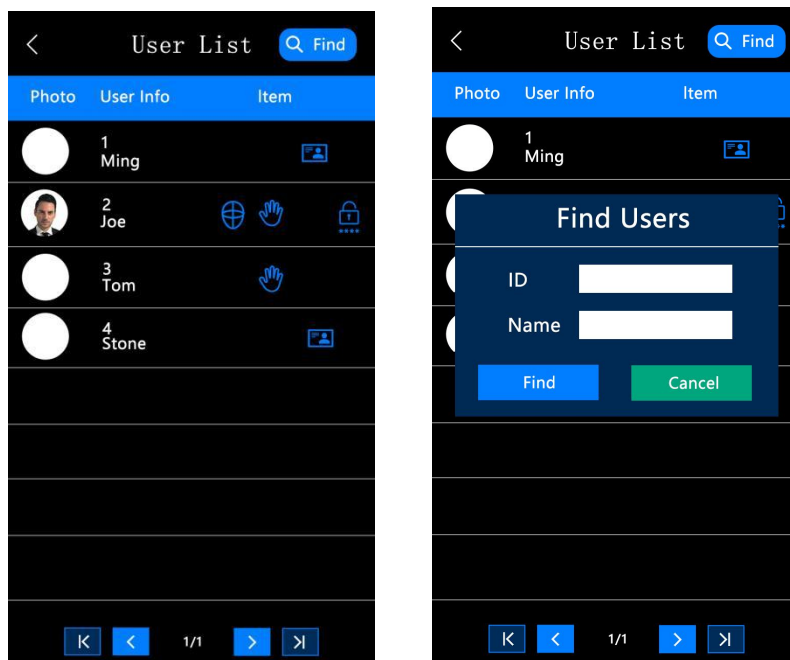 User List Find
Photo User Info Item
1
Ming
2
Joe
3
Tom
4
Stone
1/1
User List Find
Photo User Info Item
1
Ming
Find Users
ID
Name
Find Cancel
1/1